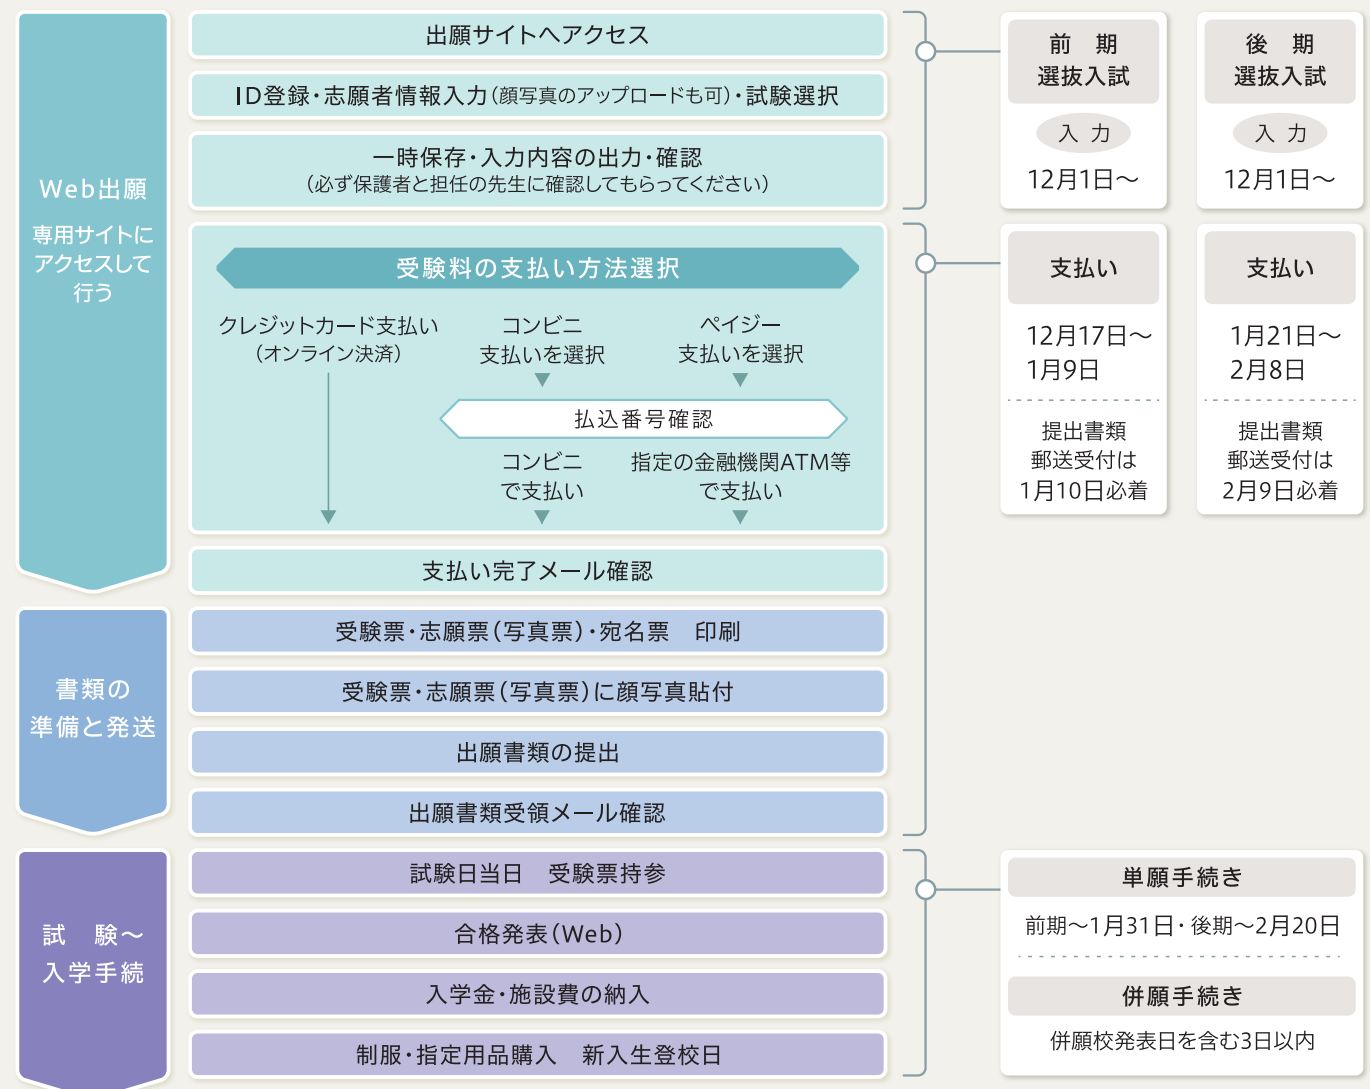 Web出願
専用サイトに
アクセスして
行う
出願サイトへアクセス
ID登録・志願者情報入力(顔写真のアップロードも可)・試験選択
一時保存・入力内容の出力・確認
(必ず保護者と担任の先生に確認してもらってください)
受験料の支払い方法選択
クレジットカード支払い
(オンライン決済)
コンビニ
支払いを選択
ペイジー
支払いを選択
払込番号確認
コンビニ
で支払い
指定の金融機関ATM等
で支払い
支払い完了メール確認
前　期
選抜入試
入 力
12月1日〜
後　期
選抜入試
入 力
12月1日〜
支払い
12月17日〜
1月9日
提出書類
郵送受付は
1月10日必着
支払い
1月21日〜
2月8日
提出書類
郵送受付は
2月9日必着
書類の
準備と発送
受験票・志願票(写真票)・宛名票　印刷
受験票・志願票(写真票)に顔写真貼付
出願書類の提出
出願書類受領メール確認
試　験〜
入学手続
試験日当日　受験票持参
合格発表(Web)
入学金・施設費の納入
制服・指定用品購入　新入生登校日
単願手続き
前期〜1月31日・後期〜2月20日
併願手続き
併願校発表日を含む3日以内